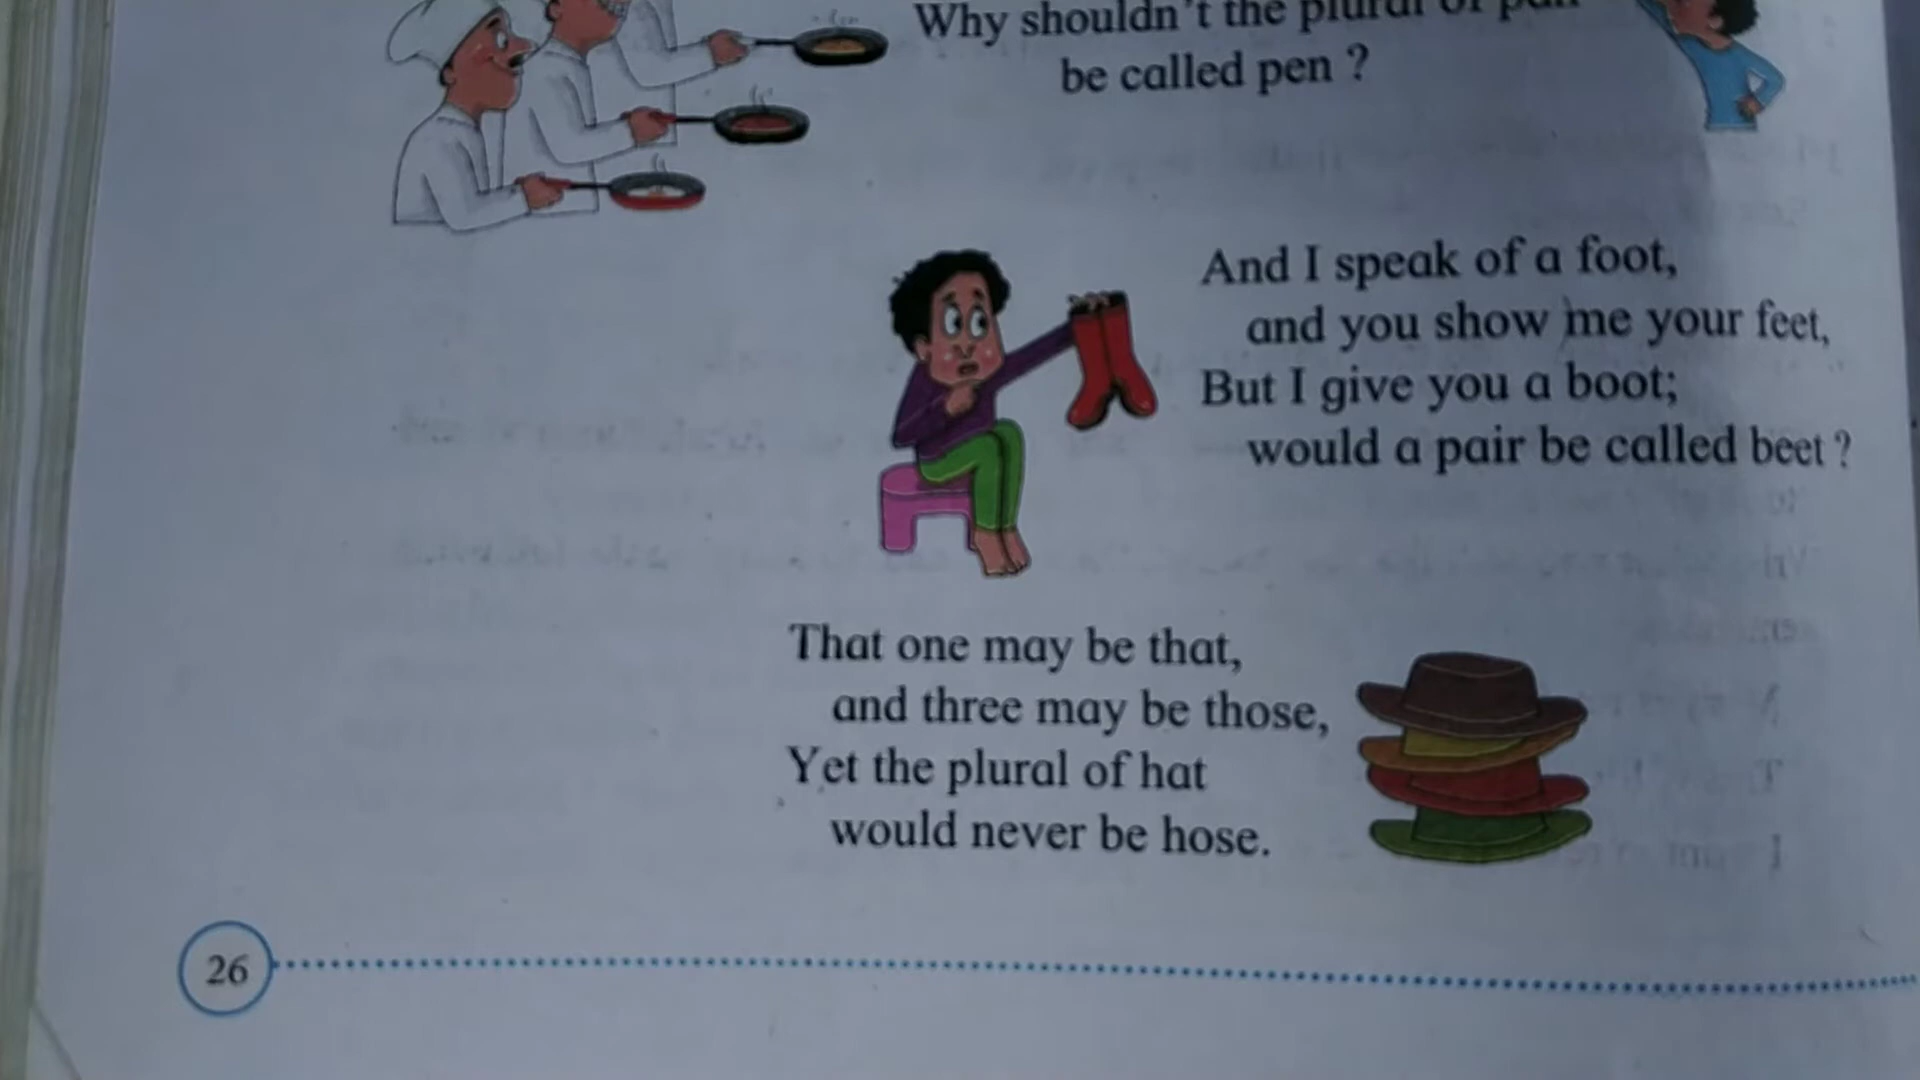 Why shouldn't the plural of pan
be called pen ?
And I speak of a foot,
and you show me your feet,
But I give you a boot;
would a pair be called beet ?
That one may be that,
and three may be those,
Yet the plural of hat
would never be hose.
26